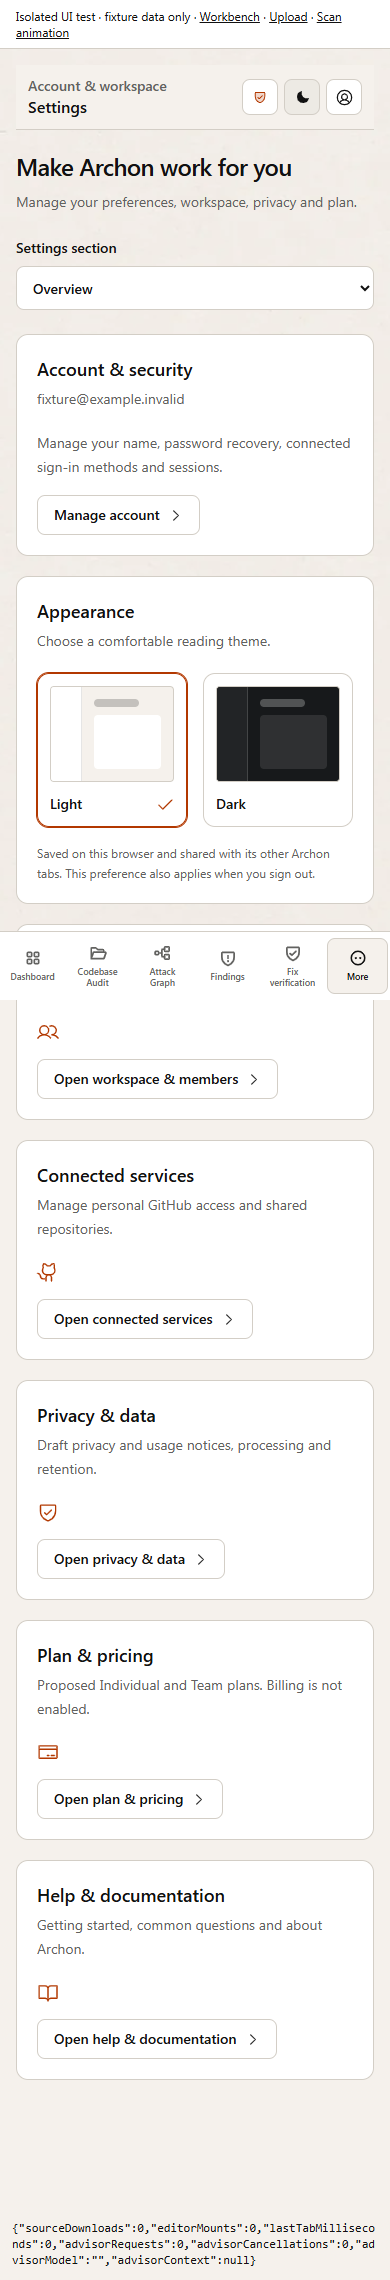 Isolated UI test · fixture data only · Workbench · Upload · Scan
animation
Account & workspace
Settings
Make Archon work for you
Manage your preferences, workspace, privacy and plan.
Settings section
Overview
Account & security
fixture@example.invalid
Manage your name, password recovery, connected
sign-in methods and sessions.
Manage account
Appearance
Choose a comfortable reading theme.
Light
Dark
Saved on this browser and shared with its other Archon
tabs. This preference also applies when you sign out.
Dashboard
Codebase
Audit
Attack
Graph
Findings
Fix
verification
More
Open workspace & members
Connected services
Manage personal GitHub access and shared
repositories.
Open connected services
Privacy & data
Draft privacy and usage notices, processing and
retention.
Open privacy & data
Plan & pricing
Proposed Individual and Team plans. Billing is not
enabled.
Open plan & pricing
Help & documentation
Getting started, common questions and about
Archon.
Open help & documentation
{"sourceDownloads":0,"editorMounts":0,"lastTabMilliseco
nds":0,"advisorRequests":0,"advisorCancellations":0,"ad
visorModel":"","advisorContext":null}